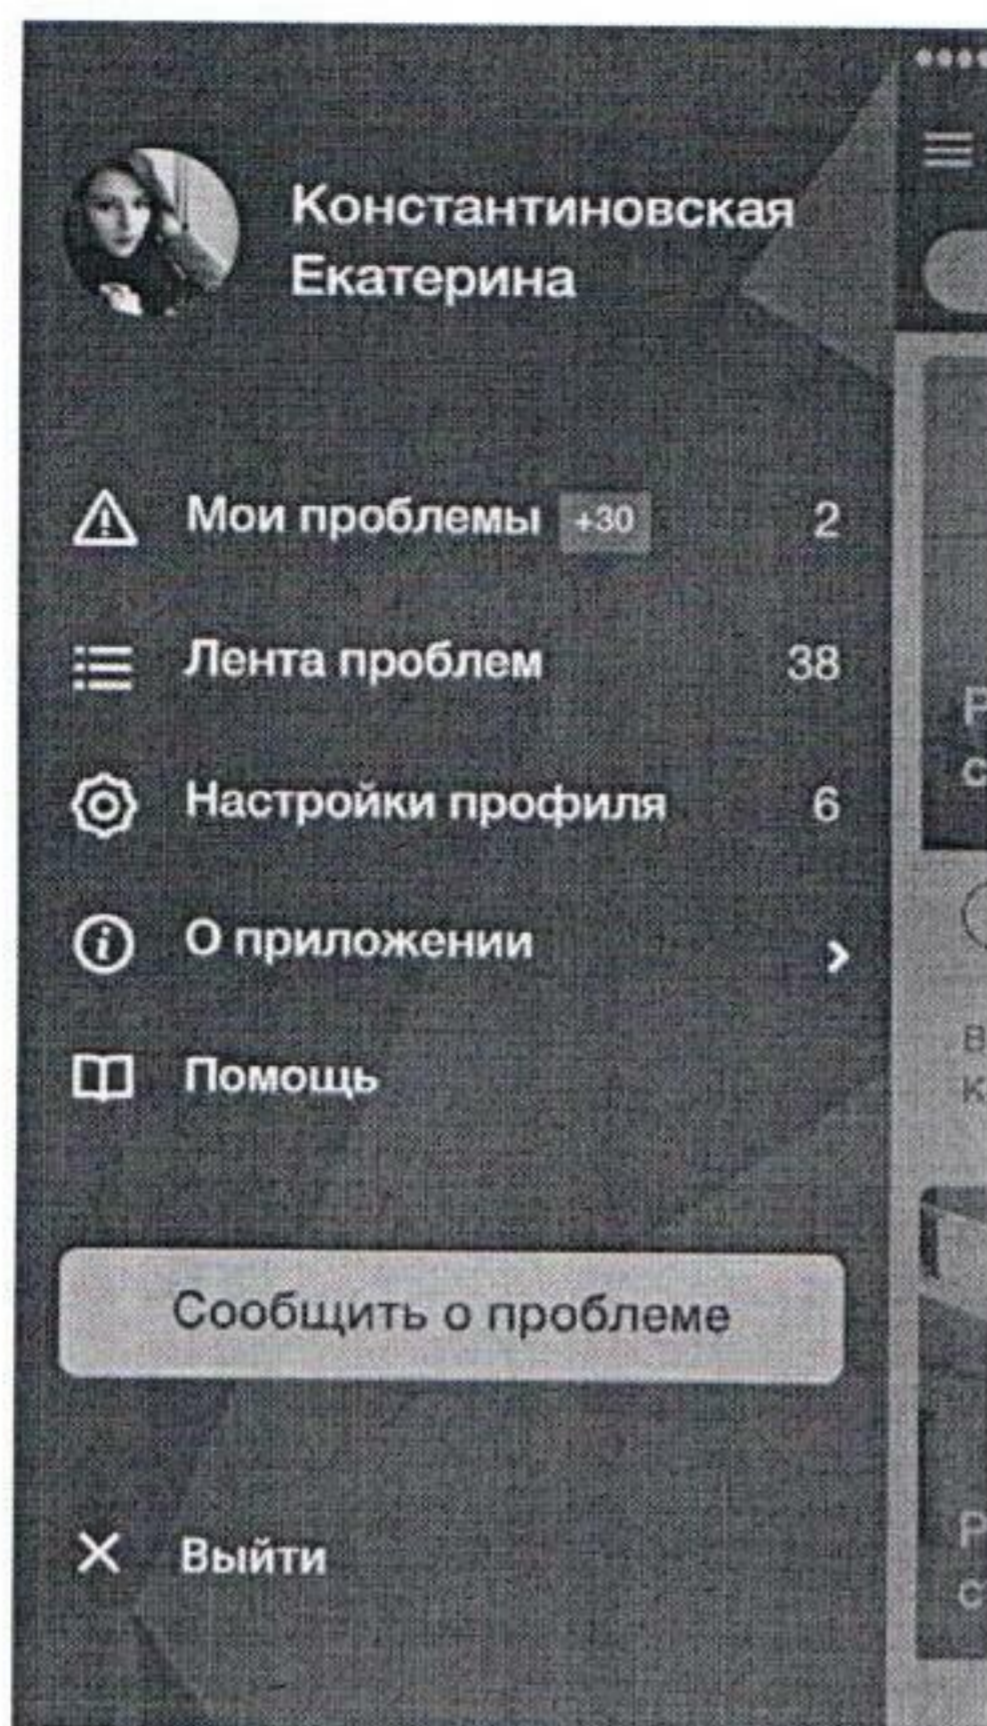 Константиновская
Екатерина
Мои проблемы +30 2
Лента проблем 38
Настройки профиля 6
О приложении
Помощь
Сообщить о проблеме
Выйти